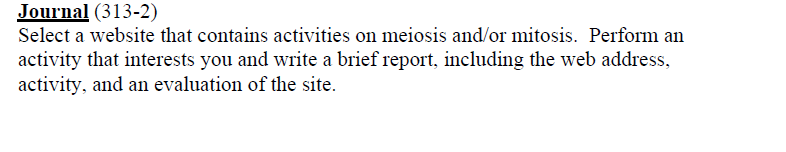 Journal (313-2)
Select a website that contains activities on meiosis and/or mitosis.  Perform an
activity that interests you and write a brief report, including the web address,
activity, and an evaluation of the site.